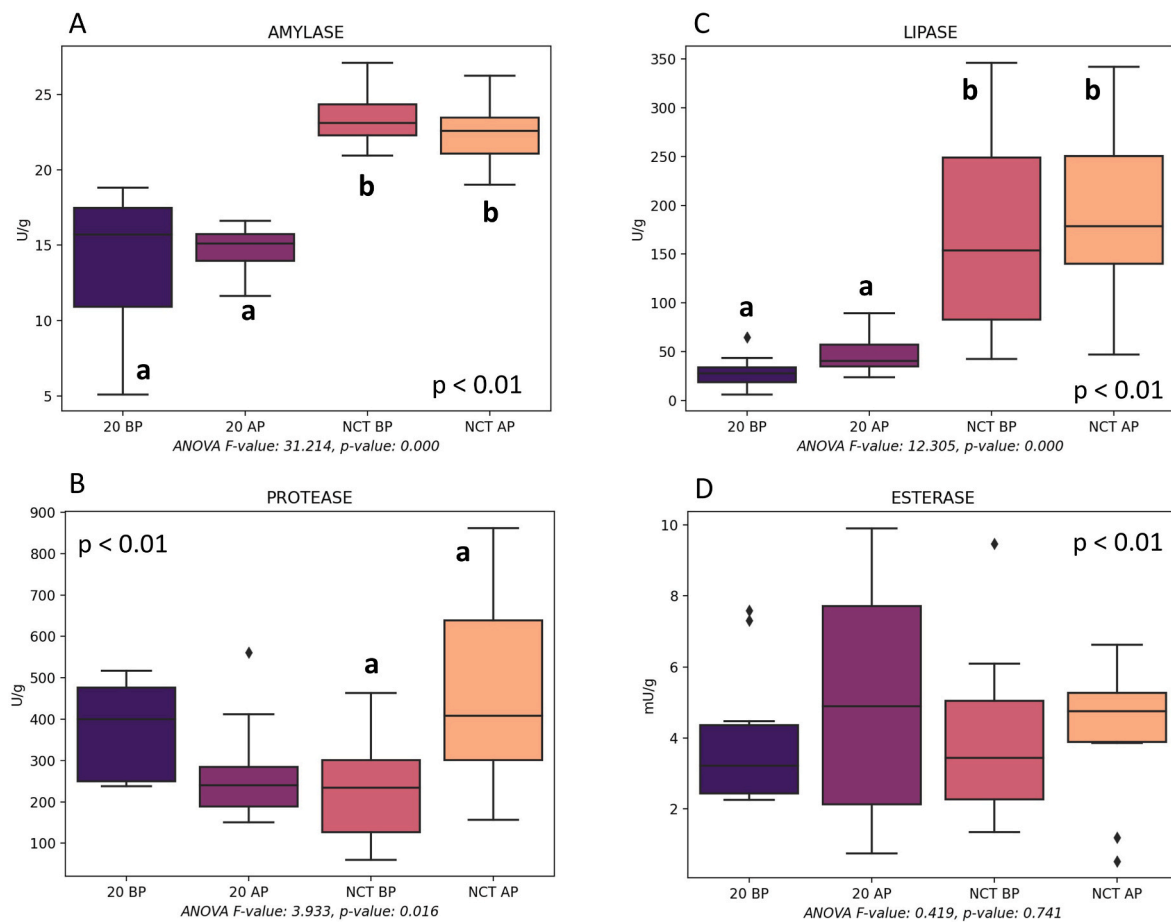 A
AMYLASE
U/g
25
20
15
10
5
a
a
b
b
p < 0.01
20 BP
20 AP
NCT BP
NCT AP
ANOVA F-value: 31.214, p-value: 0.000
C
LIPASE
U/g
350
300
250
200
150
100
50
0
a
a
b
b
p < 0.01
20 BP
20 AP
NCT BP
NCT AP
ANOVA F-value: 12.305, p-value: 0.000
B
PROTEASE
U/g
900
800
700
600
500
400
300
200
100
p < 0.01
a
a
20 BP
20 AP
NCT BP
NCT AP
ANOVA F-value: 3.933, p-value: 0.016
D
ESTERASE
mU/g
10
8
6
4
2
p < 0.01
20 BP
20 AP
NCT BP
NCT AP
ANOVA F-value: 0.419, p-value: 0.741